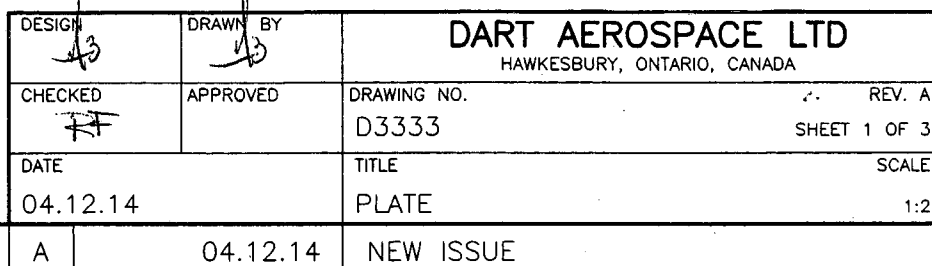 DESIGN
DRAWN BY
DART AEROSPACE LTD
HAWKESBURY, ONTARIO, CANADA
CHECKED
APPROVED
DRAWING NO.
REV. A
D3333
SHEET 1 OF 3
DATE
TITLE
SCALE
04.12.14
PLATE
1:2
A 04.12.14 NEW ISSUE